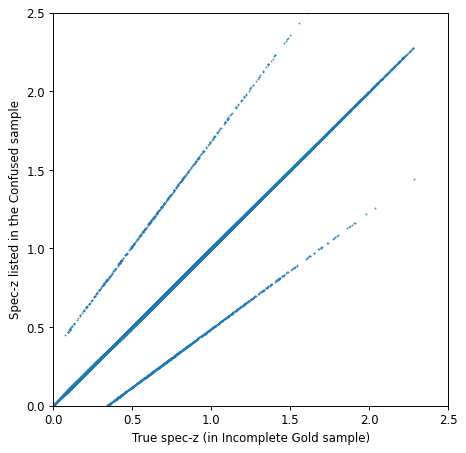 2.5
2.0
1.5
1.0
0.5
0.0
Spec-z listed in the Confused sample
0.0 0.5 1.0 1.5 2.0 2.5
True spec-z (in Incomplete Gold sample)